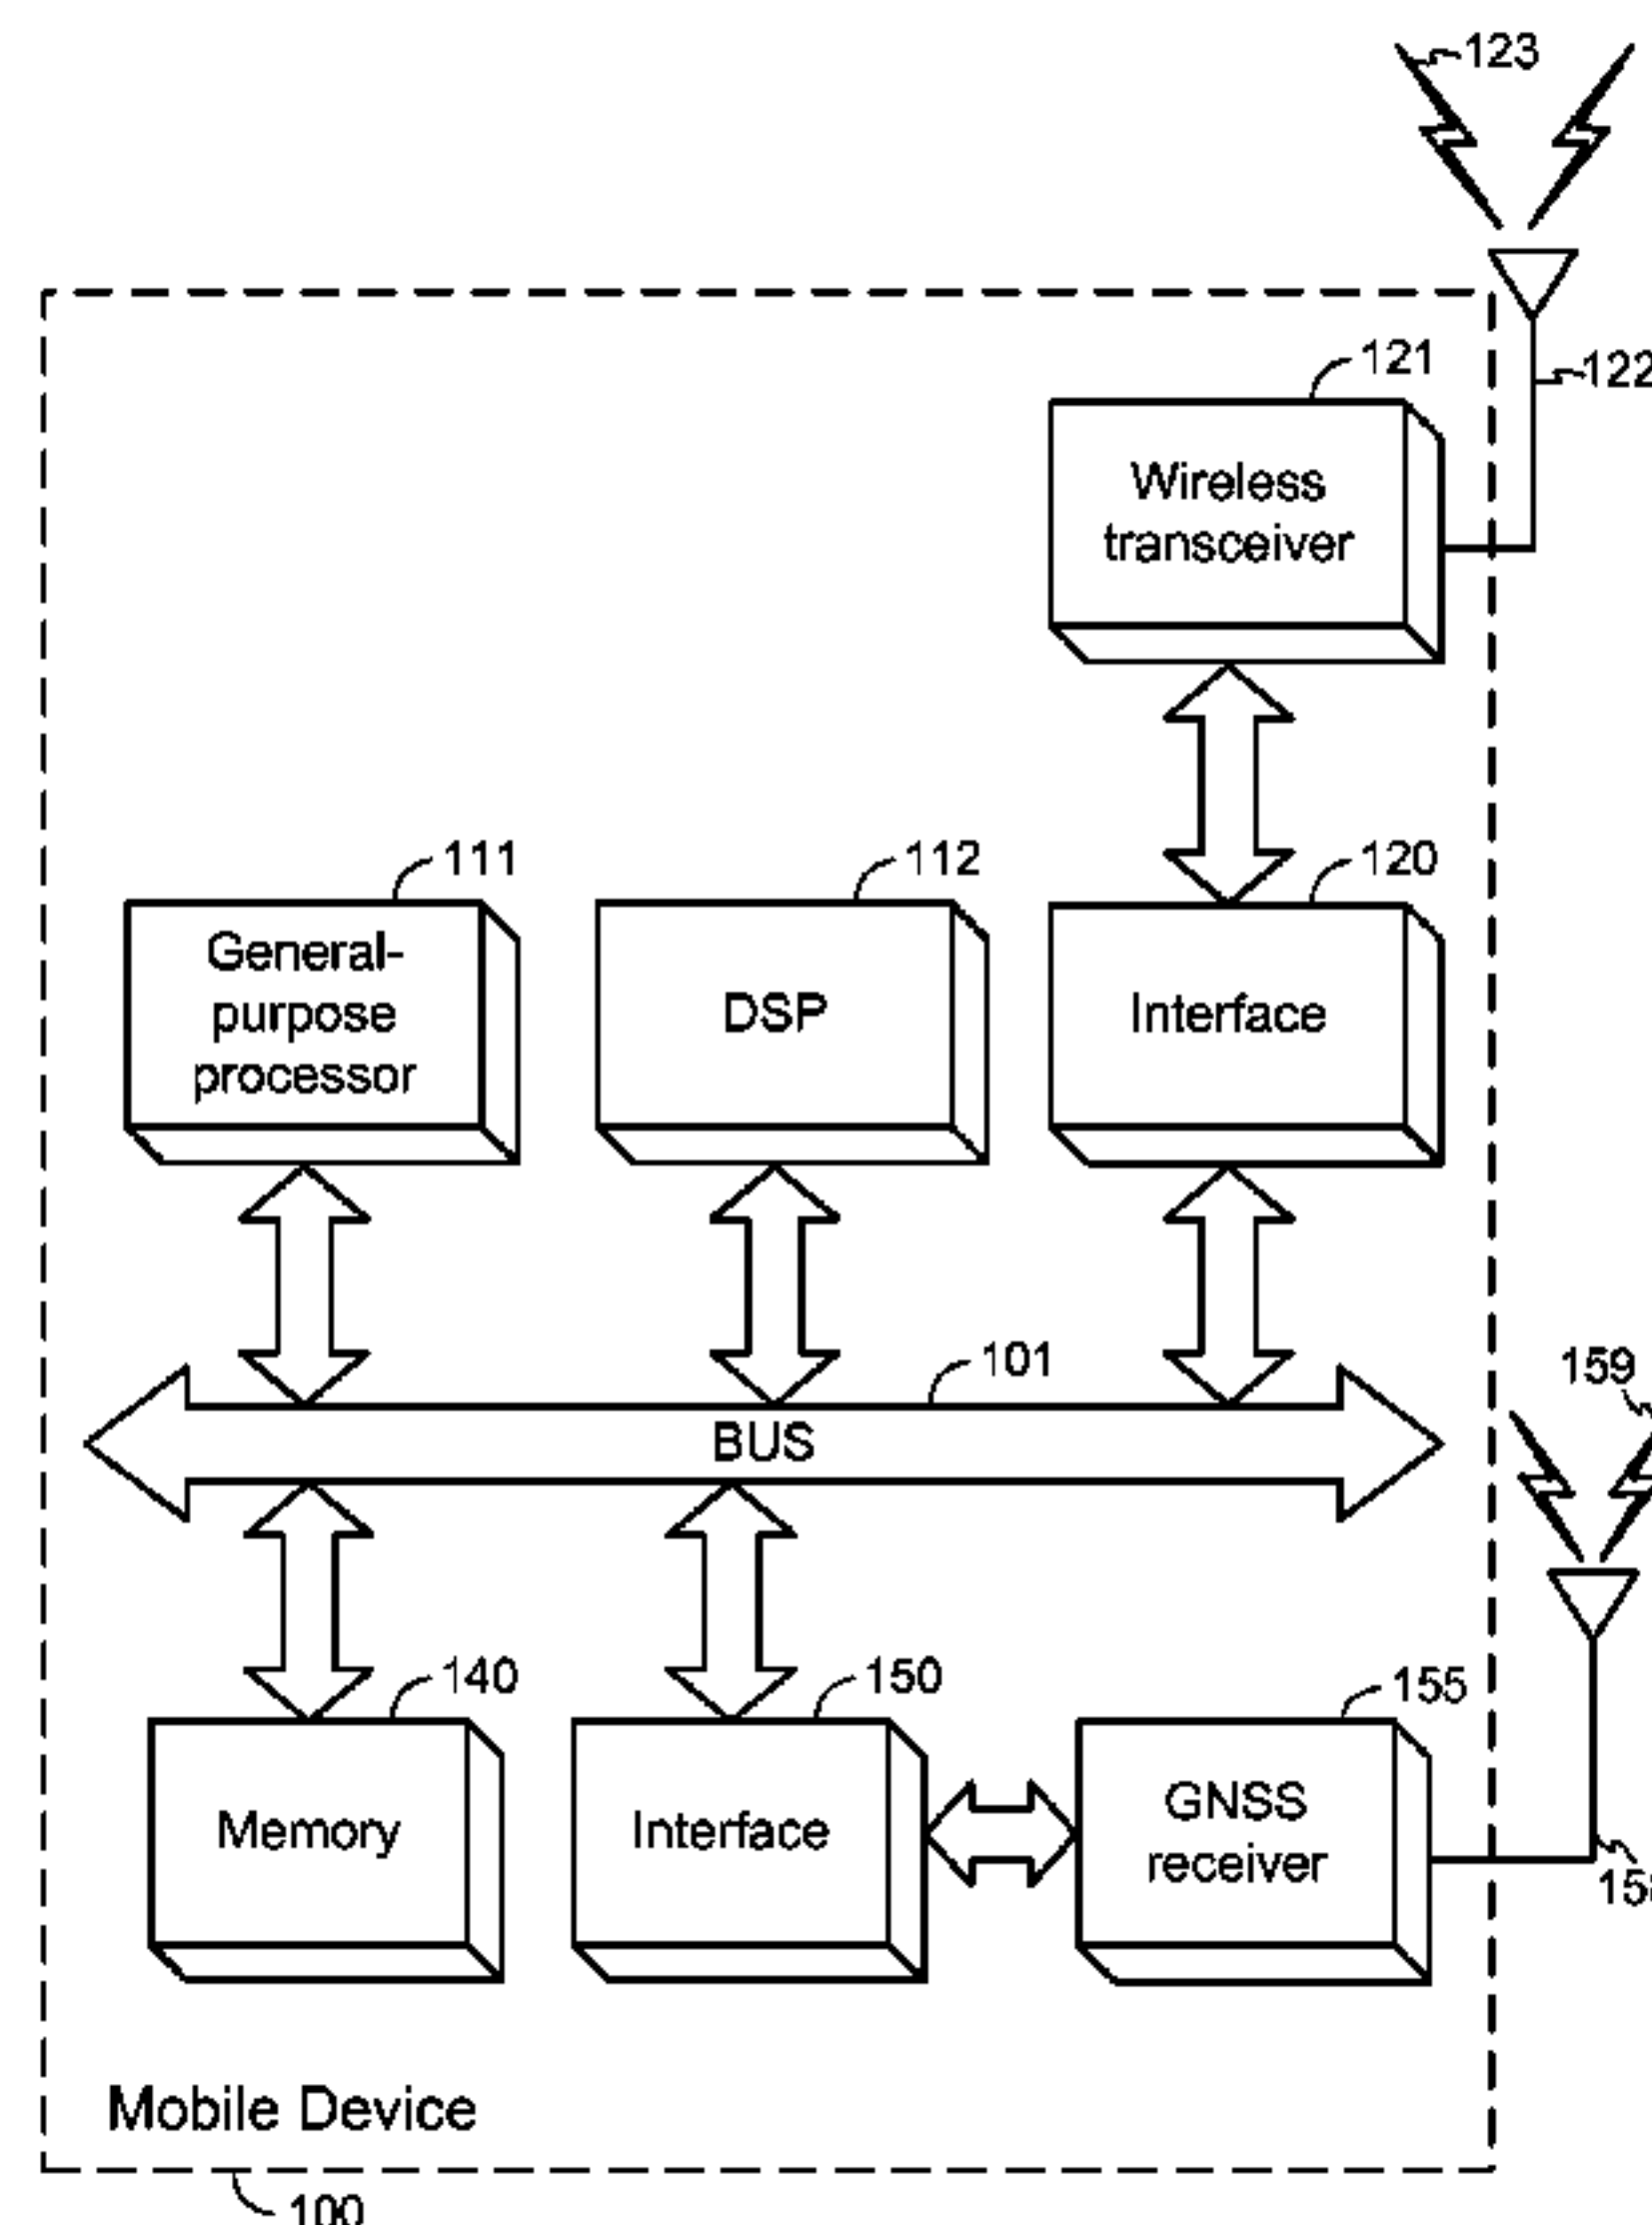 123
122
121
Wireless
transceiver
111
General-
purpose
processor
112
DSP
120
Interface
101
BUS
159
140
Memory
150
Interface
155
GNSS
receiver
Mobile Device
100